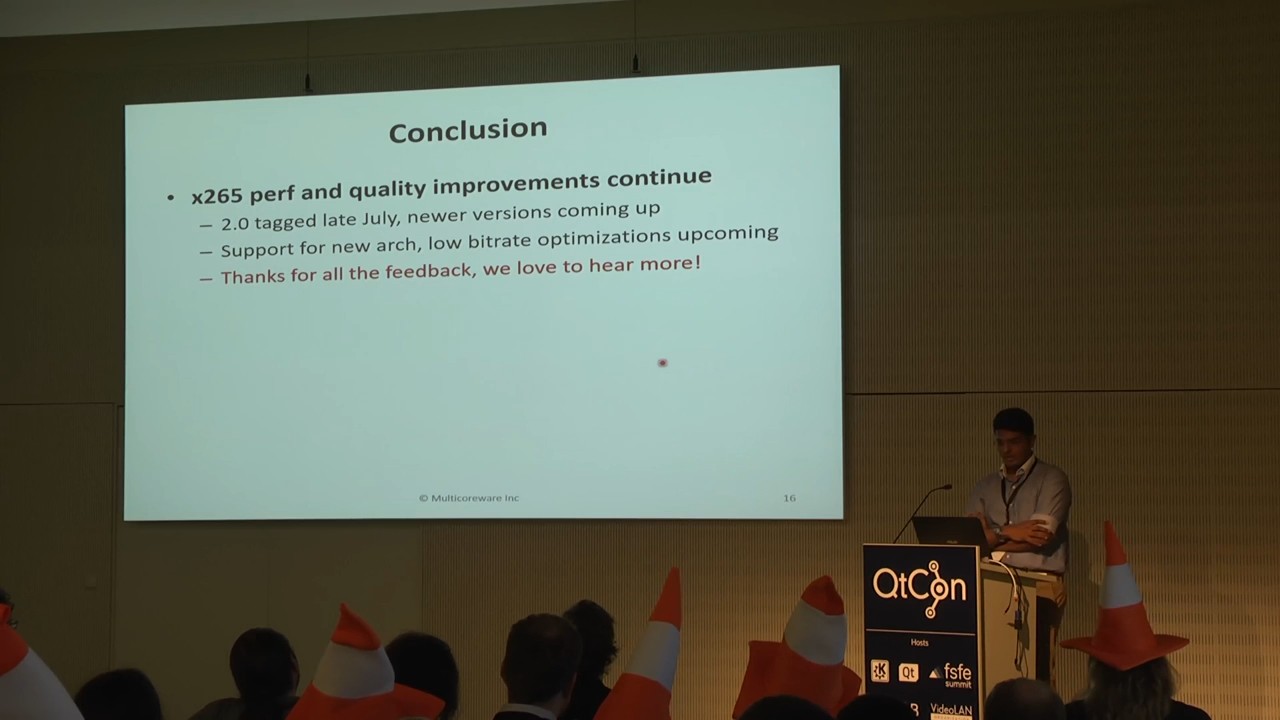 Conclusion
• x265 perf and quality improvements continue
– 2.0 tagged late July, newer versions coming up
– Support for new arch, low bitrate optimizations upcoming
– Thanks for all the feedback, we love to hear more!
© Multicoreware Inc
16
QtCon
Hosts
Qt
fsfe
summit
VideoLAN